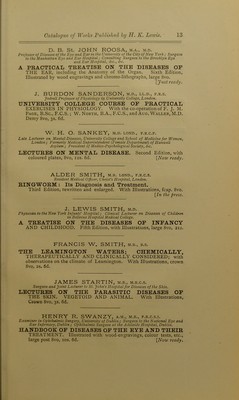 Catalogue of Works Published by H. K. Lewis. 13
D. B. St. JOHN ROOSA, M.A., M.D.
Professor of Diseases of the Eye and Ear in the University of the City of New York; Surgeon
to the Manhattan Eye and Ear Hospital; Consulting Surgeon to the Brooklyn Eye
and Ear Hospital, &c., &c.
A PRACTICAL TREATISE ON THE DISEASES OF
THE EAR, including the Anatomy of the Organ. Sixth Edition,
Illustrated by wood engravings and chromo-lithographs, large 8vo.
[Just ready.
J. BURDON SANDERSON, M.D., LL.D., F.R.S.
Jodrell Professor of Physiology in University College, London.
UNIVERSITY COLLEGE COURSE OF PRACTICAL
EXERCISES IN PHYSIOLOGY. With the co-operation of F. J. M.
Page, B.Sc., F.C.S.; W. North, B.A., F.C.S., and Aug. Waller, M.D.
Demy 8vo, 3s. 6d.
W. H. O. SANKEY, M.D. LOND., F.R.C.P.
Late Lecturer on Mental Diseases, University College and School of Medicine for Women,
London; Formerly Medical Superintendent (Female Department) of Hanwell
Asylum; President of Medico-Psychological Society, &c.
LECTURES ON MENTAL DISEASE. Second Edition, with
coloured plates, 8vo, 12s. 6d. [Now ready.
ALDER SMITH, M.B. LOND., F.R.C.S.
Resident Medical Officer, Christ's Hospital, London.
RINGWORM: Its Diagnosis and Treatment.
Third Edition, rewritten and enlarged. With Illustrations, fcap. 8vo.
[In the press.
J. LEWIS SMITH, M.D.
Physician to the New York Infants' Hospital; Clinical Lecturer on Diseases of Children
in Bellevue Hospital Medical College.
A TREATISE ON THE DISEASES OF INFANCY
AND CHILDHOOD. Fifth Edition, with Illustrations, large 8vo, 21s.
FRANCIS W. SMITH, M.B., B.S.
THE LEAMINGTON WATERS; CHEMICALLY,
THERAPEUTICALLY AND CLINICALLY CONSIDERED; with
observations on the climate of Leamington. With Illustrations, crown
8vo,
JAMES STARTIN, M.B., M.R.C.S.
Surgeon and Joint Lecturer to St. John's Hospital for Diseases of the Skin.
LECTURES ON THE PARASITIC DISEASES OF
THE SKIN. VEGETOID AND ANIMAL. With Illustrations,
Crown 8vo,
HENRY R. SWANZY, A.M., M.B., F.R.C.S.I.
Examiner in Ophthalmic Surgery, University of Dublin; Surgeon to the National Eye and
Ear Infirmary, Dublin; Ophthalmic Surgeon to the Adelaide Hospital, Dublin.
HANDBOOK OF DISEASES OF THE EYE AND THEIR
TREATMENT. Illustrated with wood-engravings, colour tests, etc.,
large post 8vo, 10s. 6d. [Now ready.